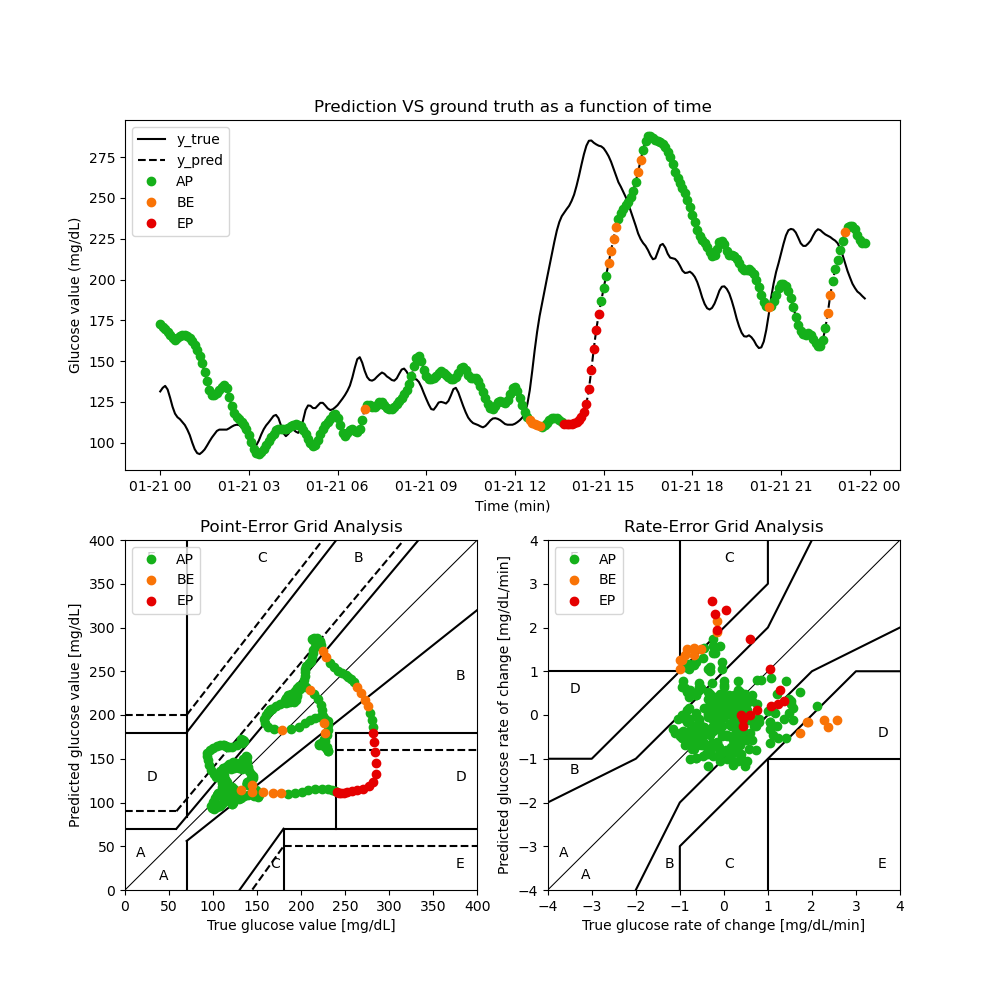 Prediction VS ground truth as a function of time
Glucose value (mg/dL)
275
250
225
200
175
150
125
100
y_true
y_pred
AP
BE
EP
01-21 00 01-21 03 01-21 06 01-21 09 01-21 12 01-21 15 01-21 18 01-21 21 01-22 00
Time (min)
Point-Error Grid Analysis
Predicted glucose value [mg/dL]
400
350
300
250
200
150
100
50
0
AP
BE
EP
C
B
B
D
D
A
A
C
E
0 50 100 150 200 250 300 350 400
True glucose value [mg/dL]
Rate-Error Grid Analysis
Predicted glucose rate of change [mg/dL/min]
4
3
2
1
0
−1
−2
−3
−4
AP
BE
EP
C
D
D
B
A
A
B
C
E
−4 −3 −2 −1 0 1 2 3 4
True glucose rate of change [mg/dL/min]